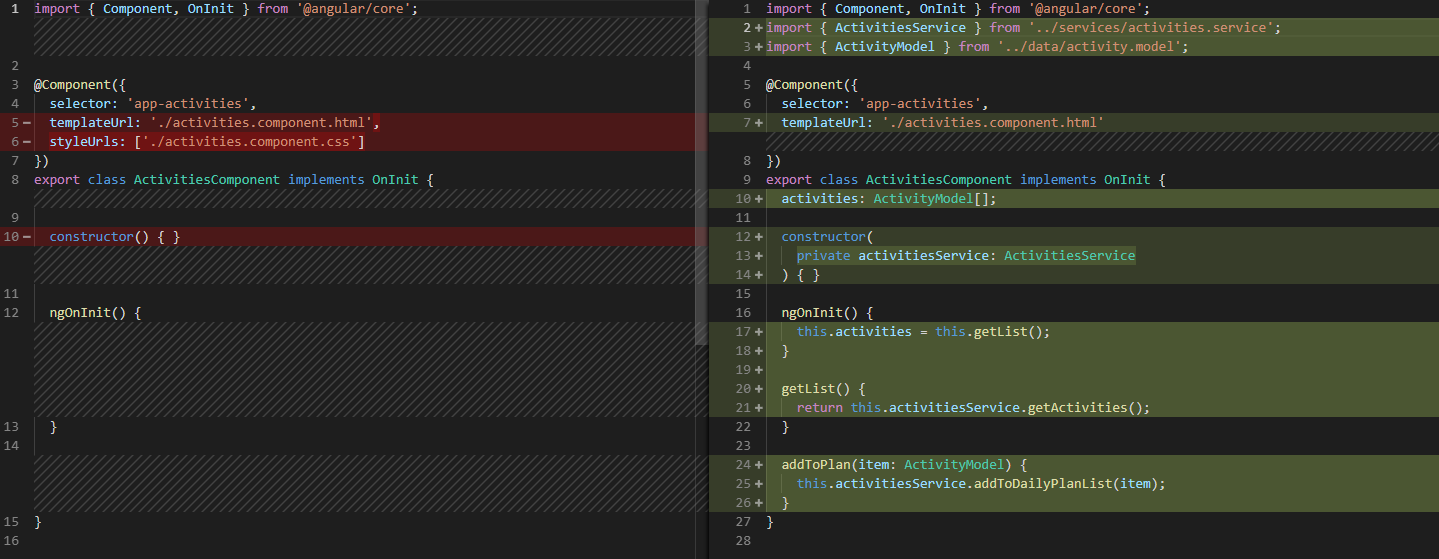 1 import { Component, OnInit } from '@angular/core';
2
3 @Component({
4 selector: 'app-activities',
5 − templateUrl: './activities.component.html',
6 − styleUrls: ['./activities.component.css']
7 })
8 export class ActivitiesComponent implements OnInit {
9
10 − constructor() { }
11
12 ngOnInit() {
13 }
14
15 }
16
1 import { Component, OnInit } from '@angular/core';
2 + import { ActivitiesService } from '../services/activities.service';
3 + import { ActivityModel } from '../data/activity.model';
4
5 @Component({
6 selector: 'app-activities',
7 + templateUrl: './activities.component.html'
8 })
9 export class ActivitiesComponent implements OnInit {
10 + activities: ActivityModel[];
11
12 + constructor(
13 + private activitiesService: ActivitiesService
14 + ) { }
15
16 ngOnInit() {
17 + this.activities = this.getList();
18 + }
19 +
20 + getList() {
21 + return this.activitiesService.getActivities();
22 }
23
24 + addToPlan(item: ActivityModel) {
25 + this.activitiesService.addToDailyPlanList(item);
26 + }
27 }
28